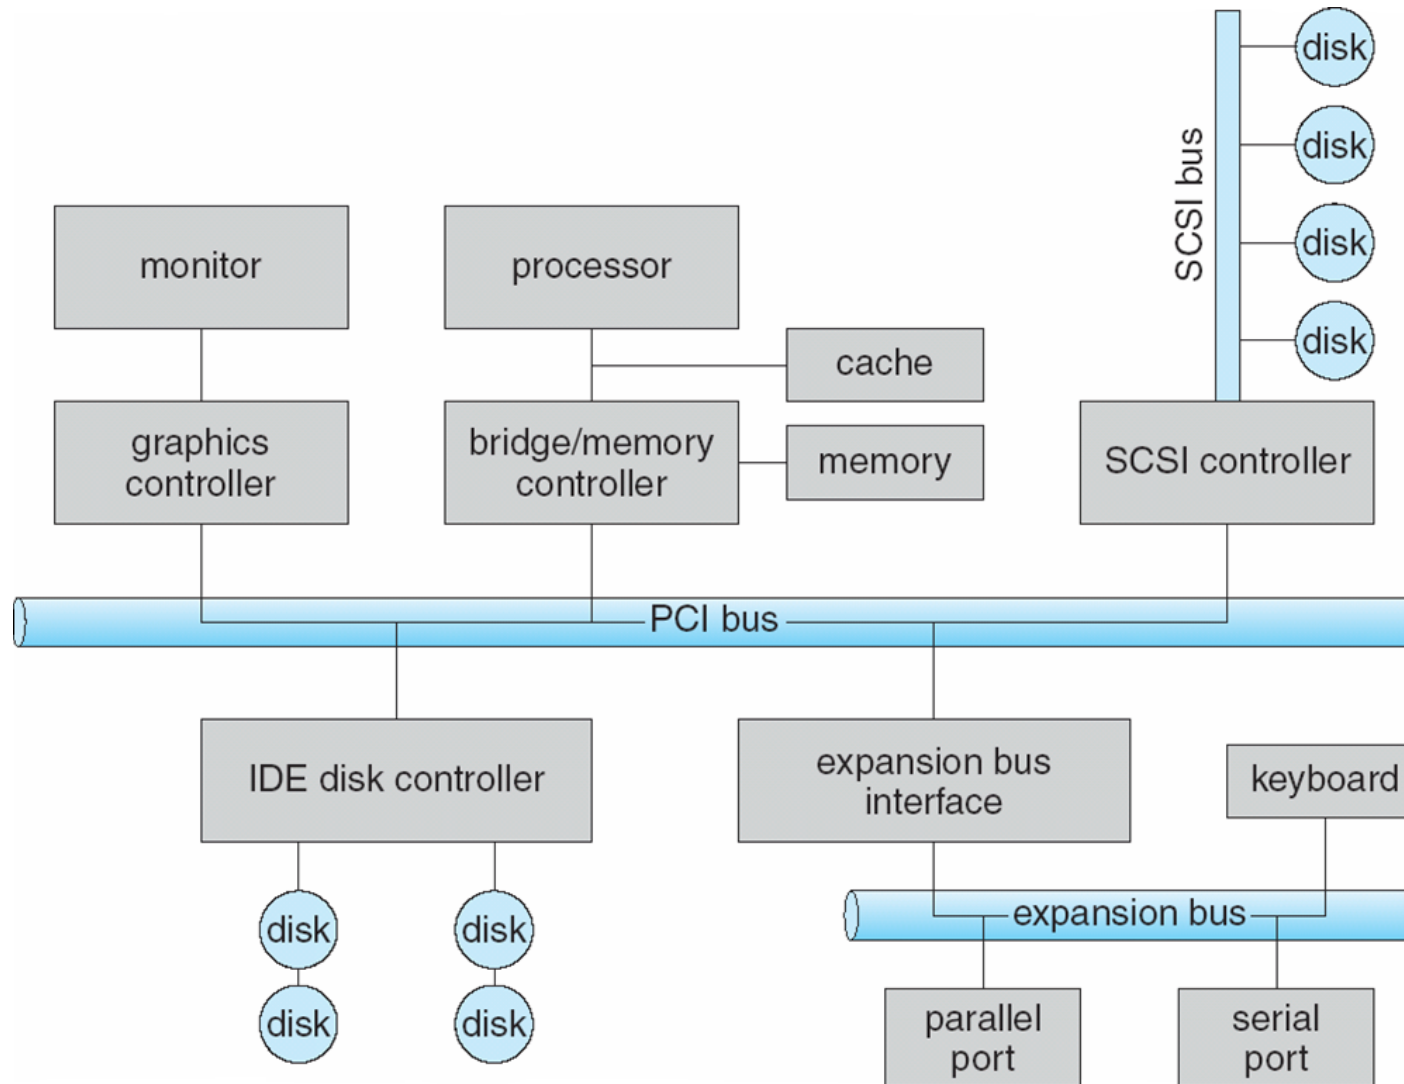 disk
disk
SCSI bus
disk
disk
monitor
processor
cache
graphics
controller
bridge/memory
controller
memory
SCSI controller
PCI bus
IDE disk controller
expansion bus
interface
keyboard
expansion bus
disk
disk
disk
disk
parallel
port
serial
port